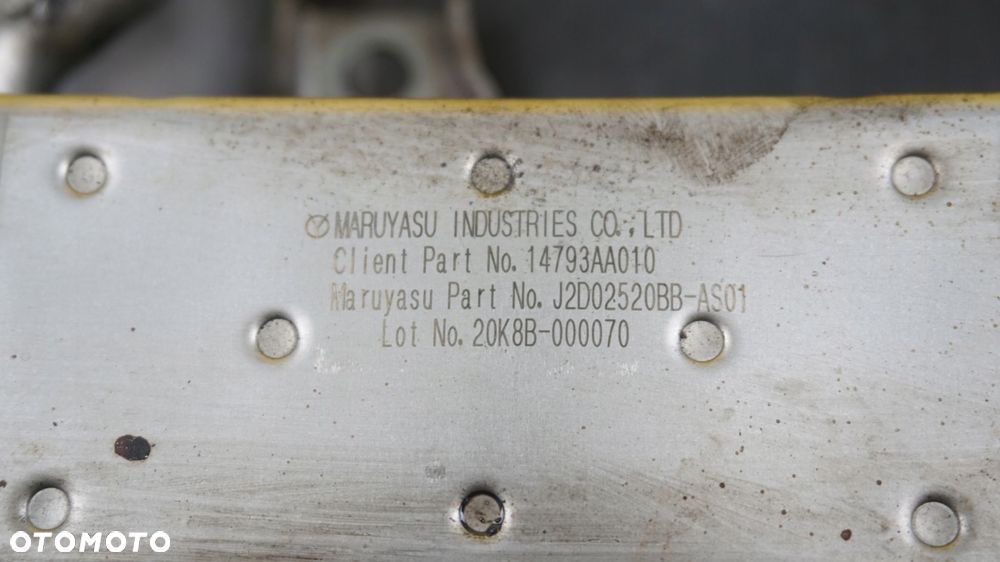 MARUYASU INDUSTRIES CO.,LTD
Client Part No. 14793AA010
Maruyasu Part No. J2D02520BB-AS01
Lot No. 20K8B-000070
OTOMOTO